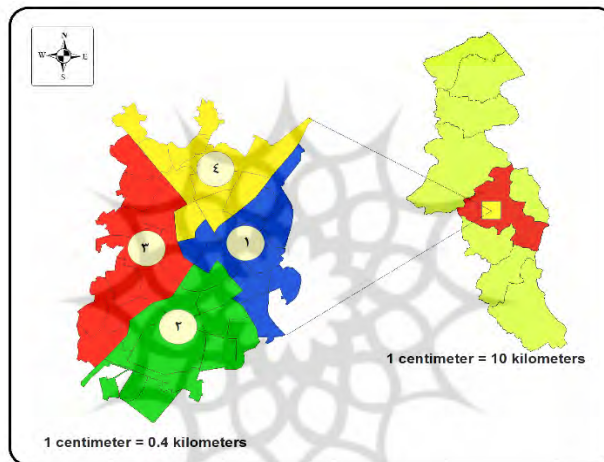 N
W E
S
٤
١
٣
٢
1 centimeter = 10 kilometers
1 centimeter = 0.4 kilometers